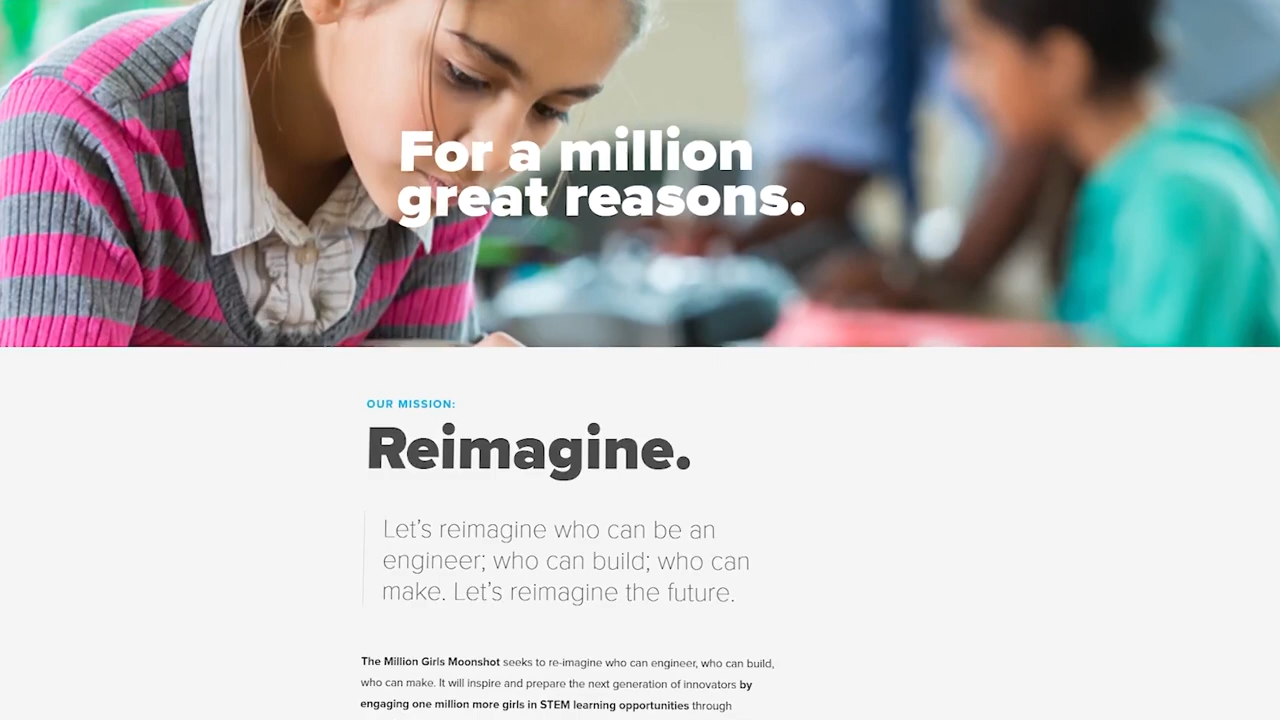 For a million
great reasons.
OUR MISSION:
Reimagine.
Let's reimagine who can be an
engineer; who can build; who can
make. Let's reimagine the future.
The Million Girls Moonshot seeks to re-imagine who can engineer, who can build,
who can make. It will inspire and prepare the next generation of innovators by
engaging one million more girls in STEM learning opportunities through